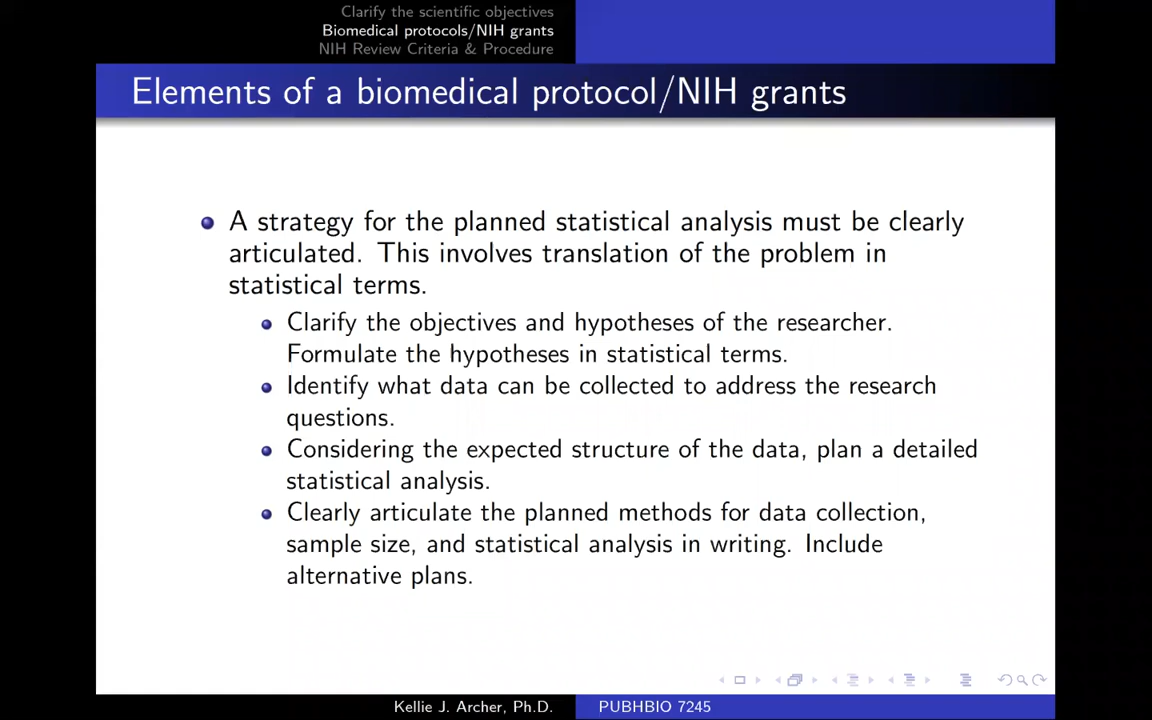 Clarify the scientific objectives
Biomedical protocols/NIH grants
NIH Review Criteria & Procedure
Elements of a biomedical protocol/NIH grants
A strategy for the planned statistical analysis must be clearly
articulated. This involves translation of the problem in
statistical terms.
Clarify the objectives and hypotheses of the researcher.
Formulate the hypotheses in statistical terms.
Identify what data can be collected to address the research
questions.
Considering the expected structure of the data, plan a detailed
statistical analysis.
Clearly articulate the planned methods for data collection,
sample size, and statistical analysis in writing. Include
alternative plans.
Kellie J. Archer, Ph.D. PUBHBIO 7245